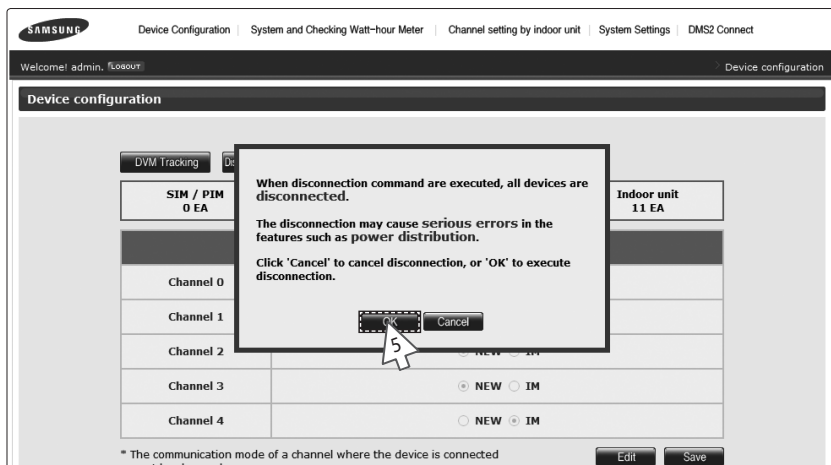 SAMSUNG
Device Configuration | System and Checking Watt-hour Meter | Channel setting by indoor unit | System Settings | DMS2 Connect
Welcome! admin. LOGOUT
> Device configuration
Device configuration
DVM Tracking
SIM / PIM
0 EA
Indoor unit
11 EA
When disconnection command are executed, all devices are
disconnected.
The disconnection may cause serious errors in the
features such as power distribution.
Click 'Cancel' to cancel disconnection, or 'OK' to execute
disconnection.
OK Cancel
5
Channel 0
Channel 1
Channel 2 NEW IM
Channel 3 NEW IM
Channel 4 NEW IM
* The communication mode of a channel where the device is connected
Edit Save